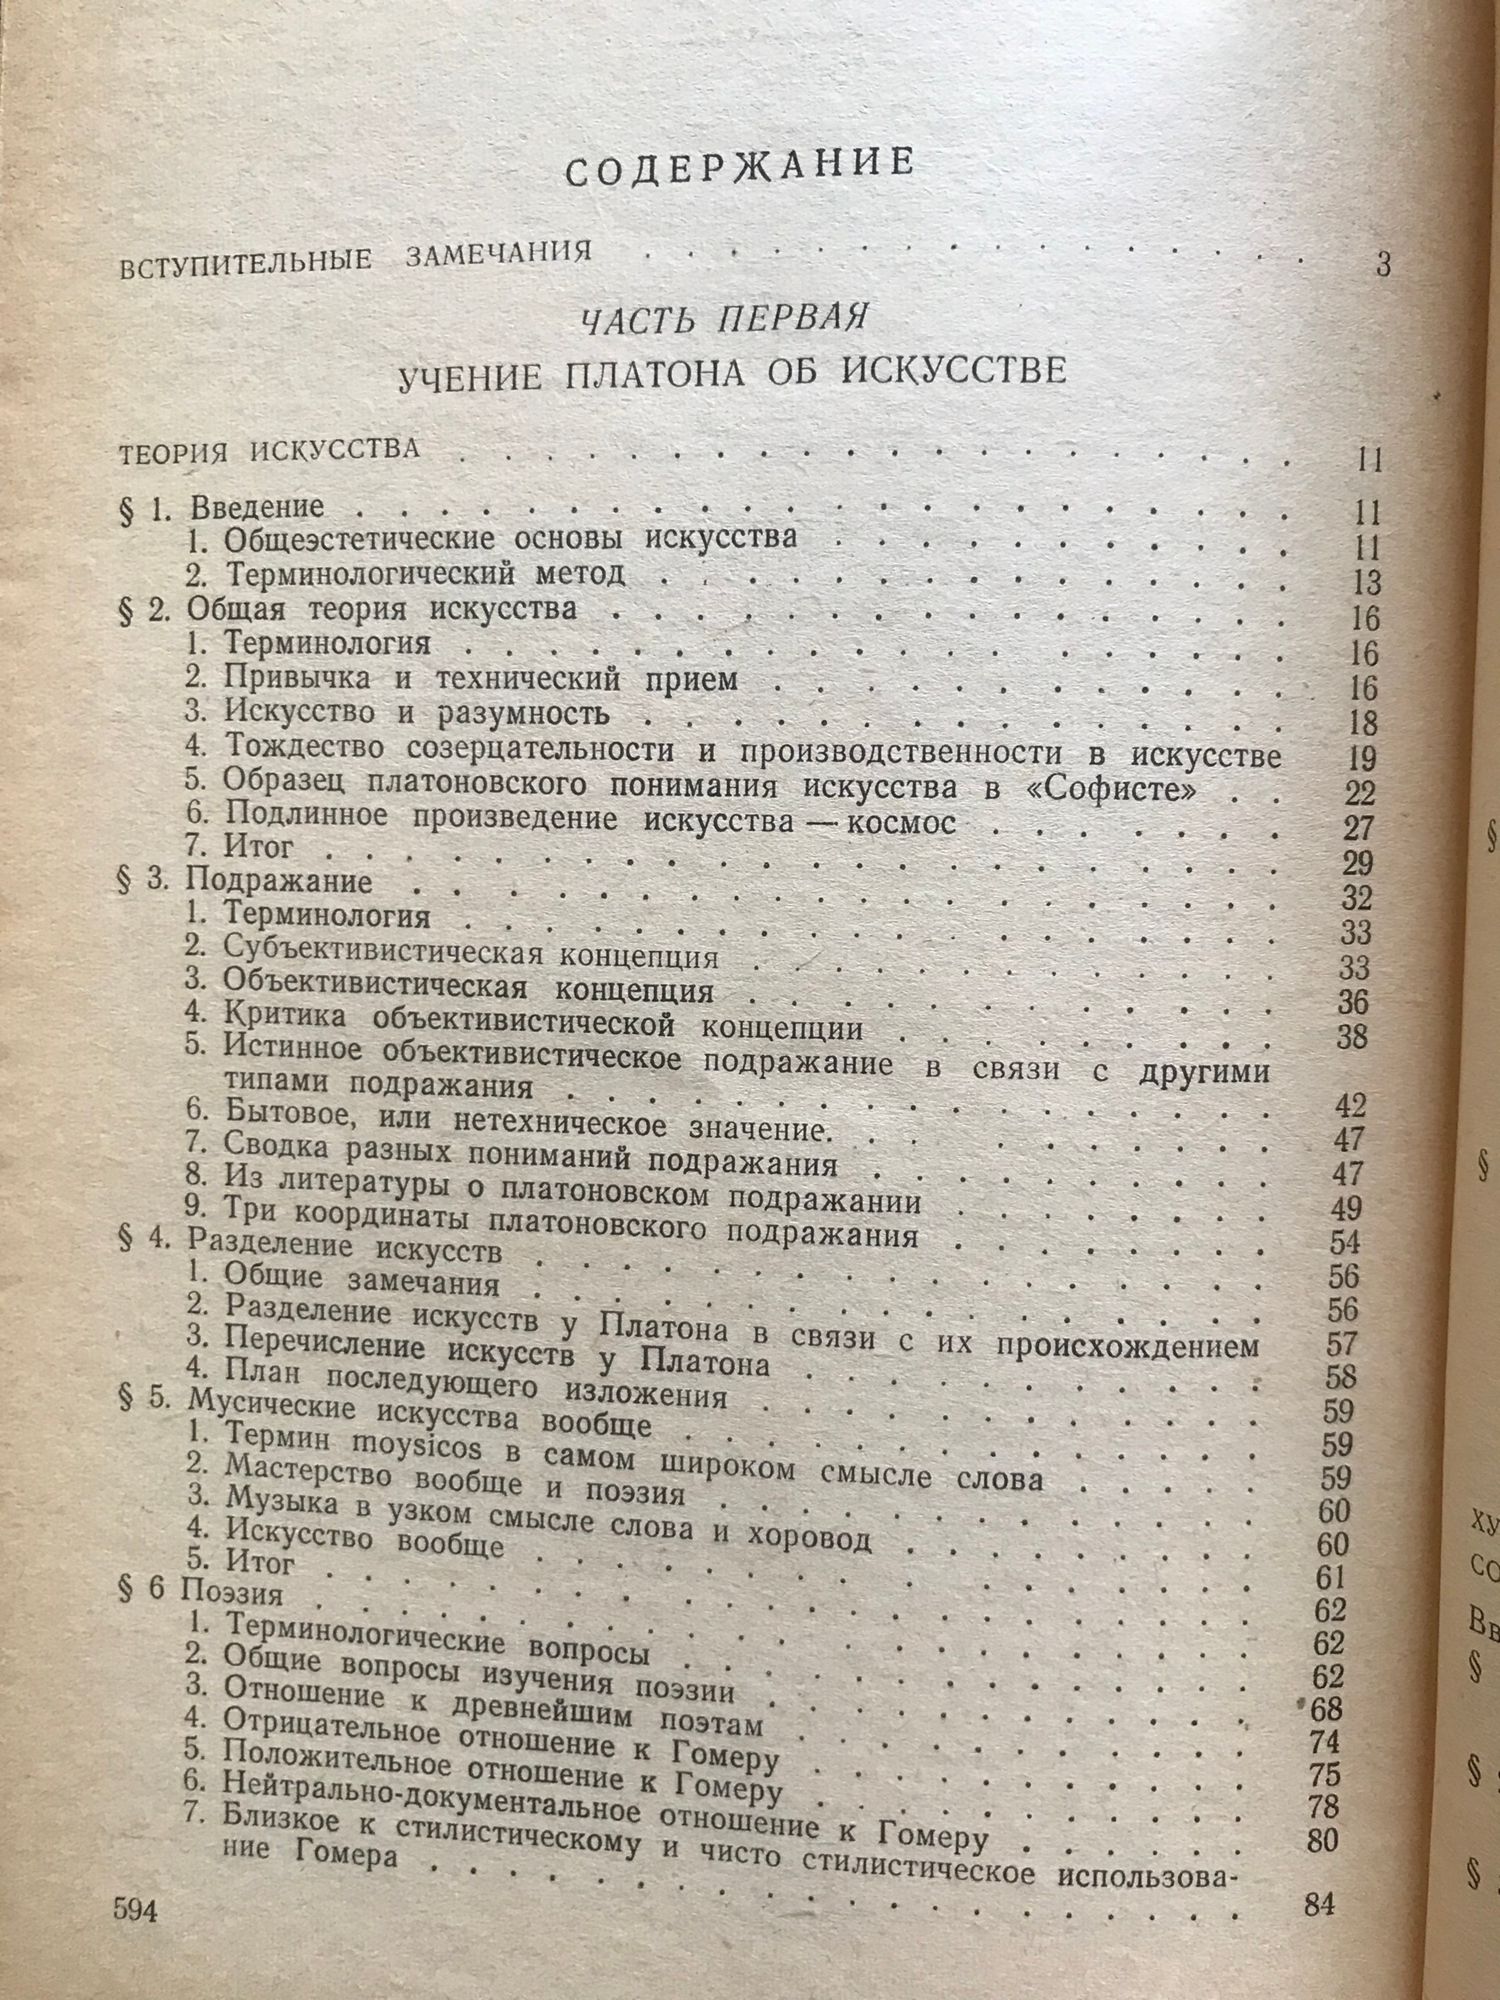 СОДЕРЖАНИЕ
ВСТУПИТЕЛЬНЫЕ ЗАМЕЧАНИЯ . . . . . . . . . . . . . . . . 3
ЧАСТЬ ПЕРВАЯ
УЧЕНИЕ ПЛАТОНА ОБ ИСКУССТВЕ
ТЕОРИЯ ИСКУССТВА . . . . . . . . . . . . . . . . . . . . 11
§ 1. Введение . . . . . . . . . . . . . . . . . . . . . . 11
1. Общеэстетические основы искусства . . . . . . . . . . . 11
2. Терминологический метод . . . . . . . . . . . . . . . 13
§ 2. Общая теория искусства . . . . . . . . . . . . . . . . 16
1. Терминология . . . . . . . . . . . . . . . . . . . 16
2. Привычка и технический прием . . . . . . . . . . . . 16
3. Искусство и разумность . . . . . . . . . . . . . . . 18
4. Тождество созерцательности и производственности в искусстве 19
5. Образец платоновского понимания искусства в «Софисте» . . 22
6. Подлинное произведение искусства — космос . . . . . . . 27
7. Итог . . . . . . . . . . . . . . . . . . . . . . . 29
§ 3. Подражание . . . . . . . . . . . . . . . . . . . . 32
1. Терминология . . . . . . . . . . . . . . . . . . . 33
2. Субъективистическая концепция . . . . . . . . . . . . 33
3. Объективистическая концепция . . . . . . . . . . . . 36
4. Критика объективистической концепции . . . . . . . . . 38
5. Истинное объективистическое подражание в связи с другими
типами подражания . . . . . . . . . . . . . . . . . 42
6. Бытовое, или нетехническое значение. . . . . . . . . . 47
7. Сводка разных пониманий подражания . . . . . . . . . 47
8. Из литературы о платоновском подражании . . . . . . . 49
9. Три координаты платоновского подражания . . . . . . . 54
§ 4. Разделение искусств . . . . . . . . . . . . . . . . . 56
1. Общие замечания . . . . . . . . . . . . . . . . . 56
2. Разделение искусств у Платона в связи с их происхождением 57
3. Перечисление искусств у Платона . . . . . . . . . . . 58
4. План последующего изложения . . . . . . . . . . . . 59
§ 5. Мусические искусства вообще . . . . . . . . . . . . . . 59
1. Термин moysicos в самом широком смысле слова . . . . . 59
2. Мастерство вообще и поэзия . . . . . . . . . . . . . 60
3. Музыка в узком смысле слова и хоровод . . . . . . . . 60
4. Искусство вообще . . . . . . . . . . . . . . . . . 61
5. Итог . . . . . . . . . . . . . . . . . . . . . . 62
§ 6 Поэзия . . . . . . . . . . . . . . . . . . . . . . 62
1. Терминологические вопросы . . . . . . . . . . . . . 62
2. Общие вопросы изучения поэзии . . . . . . . . . . . 68
3. Отношение к древнейшим поэтам . . . . . . . . . . . 74
4. Отрицательное отношение к Гомеру . . . . . . . . . . 75
5. Положительное отношение к Гомеру . . . . . . . . . . 78
6. Нейтрально-документальное отношение к Гомеру . . . . . 80
7. Близкое к стилистическому и чисто стилистическое использова-
ние Гомера . . . . . . . . . . . . . . . . . . . 84
594
§
§
ху
со
Вв
§
§
§